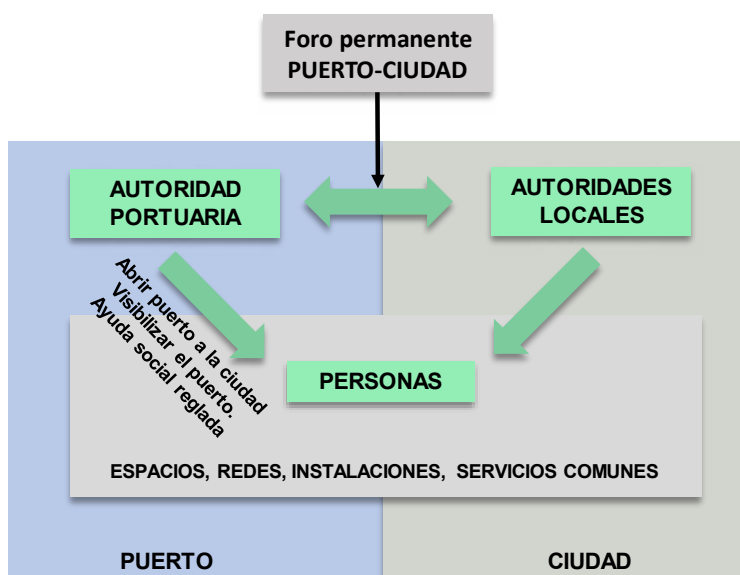 Foro permanente
PUERTO-CIUDAD
AUTORIDAD
PORTUARIA
AUTORIDADES
LOCALES
Abrir puerto a la ciudad
Visibilizar el puerto.
Ayuda social reglada
PERSONAS
ESPACIOS, REDES, INSTALACIONES, SERVICIOS COMUNES
PUERTO
CIUDAD